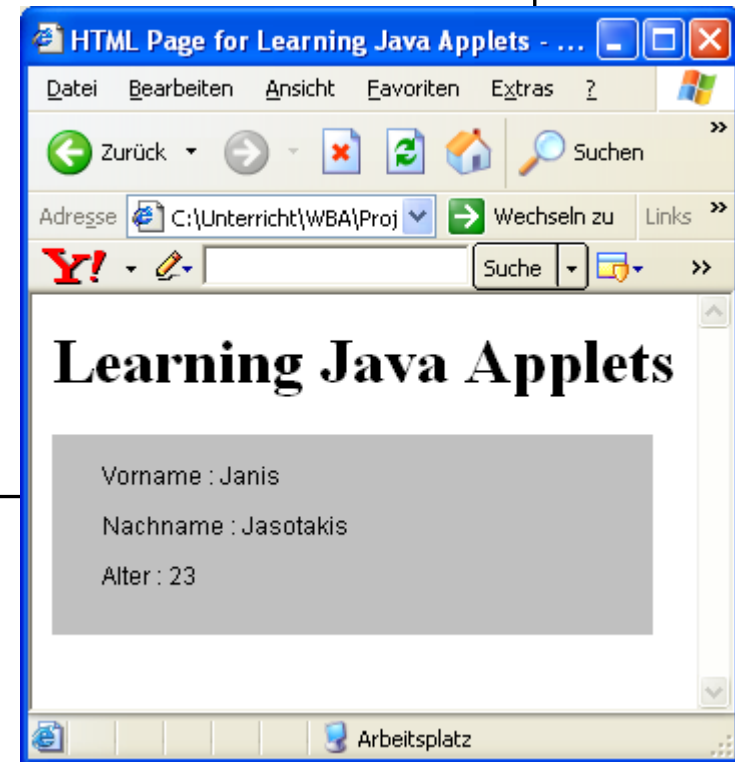 HTML Page for Learning Java Applets - ...
Datei Bearbeiten Ansicht Favoriten Extras ?
Zurück Suchen »
Adresse C:\Unterricht\WBA\Proj Wechseln zu Links »
Y! Suche »
Learning Java Applets
Vorname : Janis
Nachname : Jasotakis
Alter : 23
Arbeitsplatz